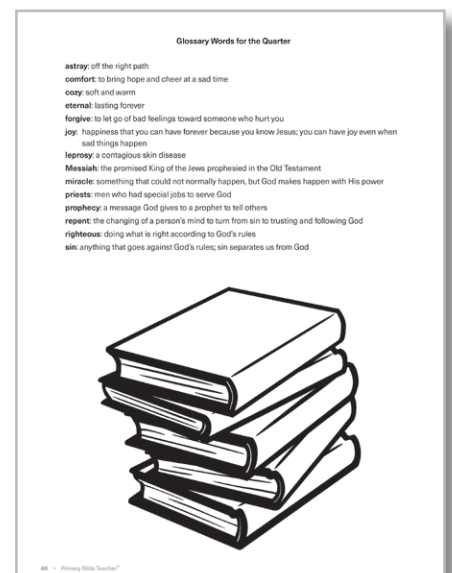 Glossary Words for the Quarter
astray: off the right path
comfort: to bring hope and cheer at a sad time
cozy: soft and warm
eternal: lasting forever
forgive: to let go of bad feelings toward someone who hurt you
joy: happiness that you can have forever because you know Jesus; you can have joy even when
sad things happen
leprosy: a contagious skin disease
Messiah: the promised King of the Jews prophesied in the Old Testament
miracle: something that could not normally happen, but God makes happen with His power
priests: men who had special jobs to serve God
prophecy: a message God gives to a prophet to tell others
repent: the changing of a person's mind to turn from sin to trusting and following God
righteous: doing what is right according to God's rules
sin: anything that goes against God's rules; sin separates us from God
Primary Bible Teacher